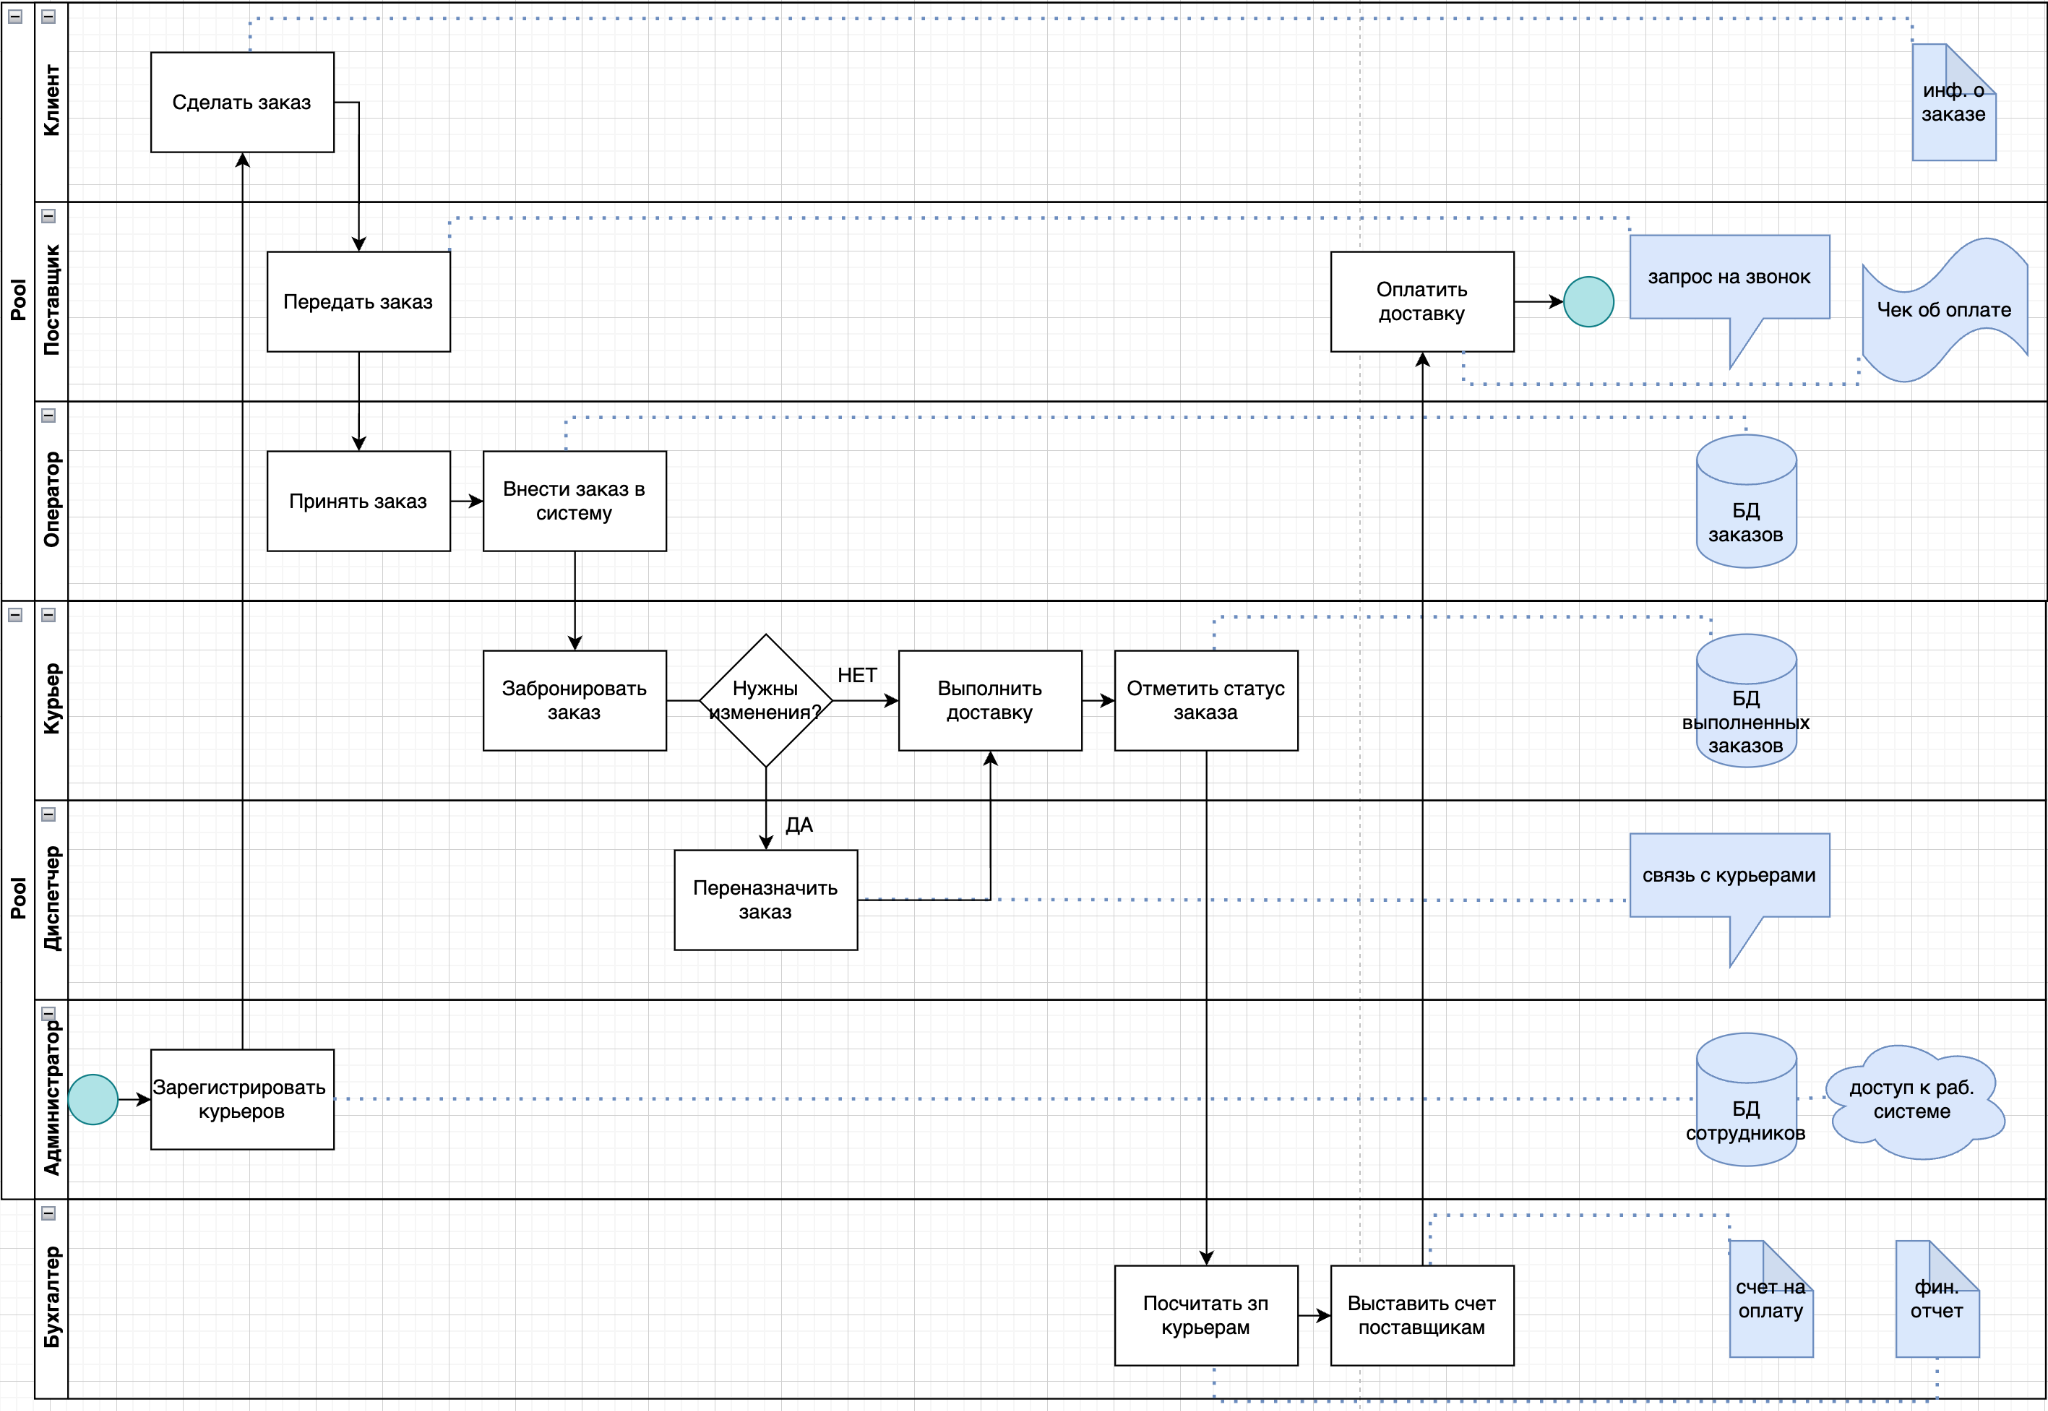 Pool
Клиент
Сделать заказ
инф. о
заказе
Поставщик
Передать заказ
Оплатить
доставку
запрос на звонок
Чек об оплате
Оператор
Принять заказ
Внести заказ в
систему
БД
заказов
Pool
Курьер
Забронировать
заказ
Нужны
изменения?
НЕТ
Выполнить
доставку
Отметить статус
заказа
БД
выполненных
заказов
Диспетчер
ДА
Переназначить
заказ
связь с курьерами
Администратор
Зарегистрировать
курьеров
БД
сотрудников
доступ к раб.
системе
Бухгалтер
Посчитать зп
курьерам
Выставить счет
поставщикам
счет на
оплату
фин.
отчет